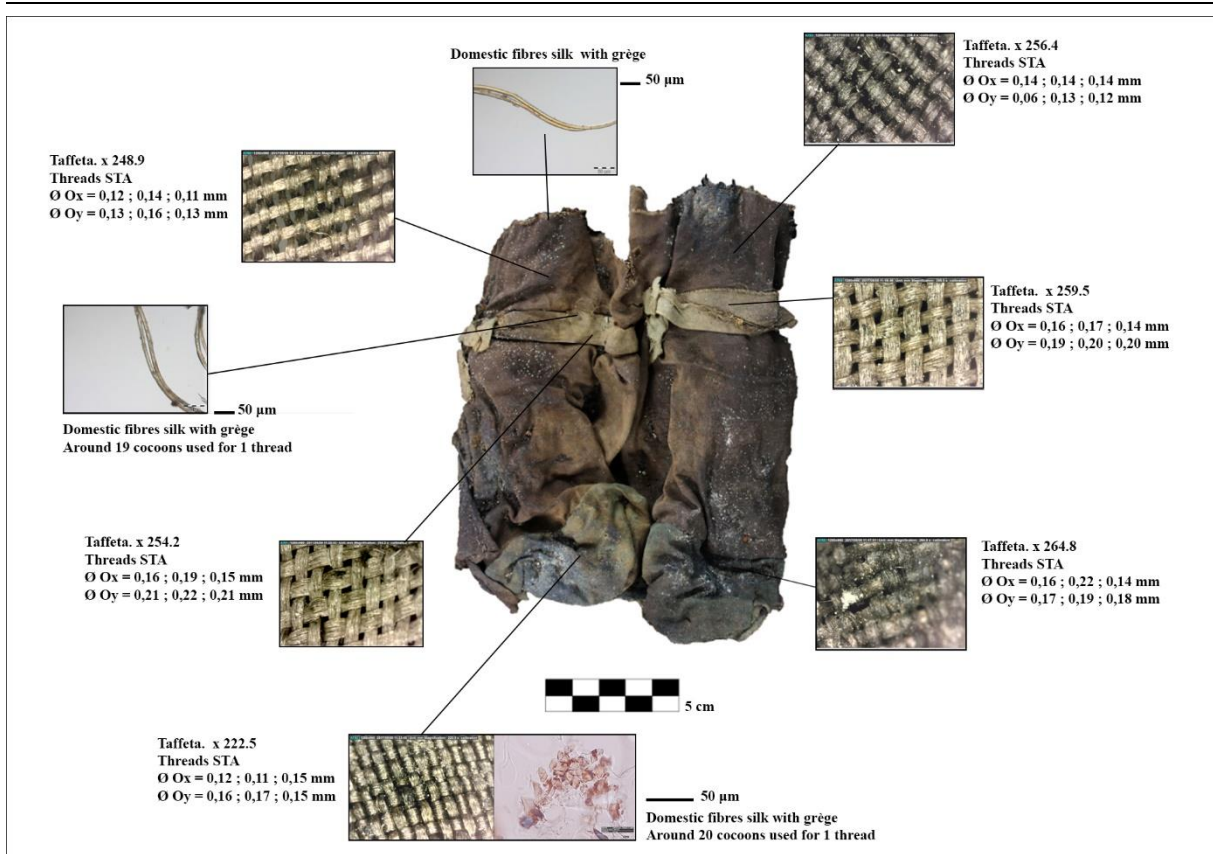 Domestic fibres silk with grège
50 µm
Taffeta. x 256.4
Threads STA
Ø Ox = 0,14 ; 0,14 ; 0,14 mm
Ø Oy = 0,06 ; 0,13 ; 0,12 mm
Taffeta. x 248.9
Threads STA
Ø Ox = 0,12 ; 0,14 ; 0,11 mm
Ø Oy = 0,13 ; 0,16 ; 0,13 mm
Taffeta. x 259.5
Threads STA
Ø Ox = 0,16 ; 0,17 ; 0,14 mm
Ø Oy = 0,19 ; 0,20 ; 0,20 mm
50 µm
Domestic fibres silk with grège
Around 19 cocoons used for 1 thread
Taffeta. x 254.2
Threads STA
Ø Ox = 0,16 ; 0,19 ; 0,15 mm
Ø Oy = 0,21 ; 0,22 ; 0,21 mm
Taffeta. x 264.8
Threads STA
Ø Ox = 0,16 ; 0,22 ; 0,14 mm
Ø Oy = 0,17 ; 0,19 ; 0,18 mm
5 cm
Taffeta. x 222.5
Threads STA
Ø Ox = 0,12 ; 0,11 ; 0,15 mm
Ø Oy = 0,16 ; 0,17 ; 0,15 mm
50 µm
Domestic fibres silk with grège
Around 20 cocoons used for 1 thread